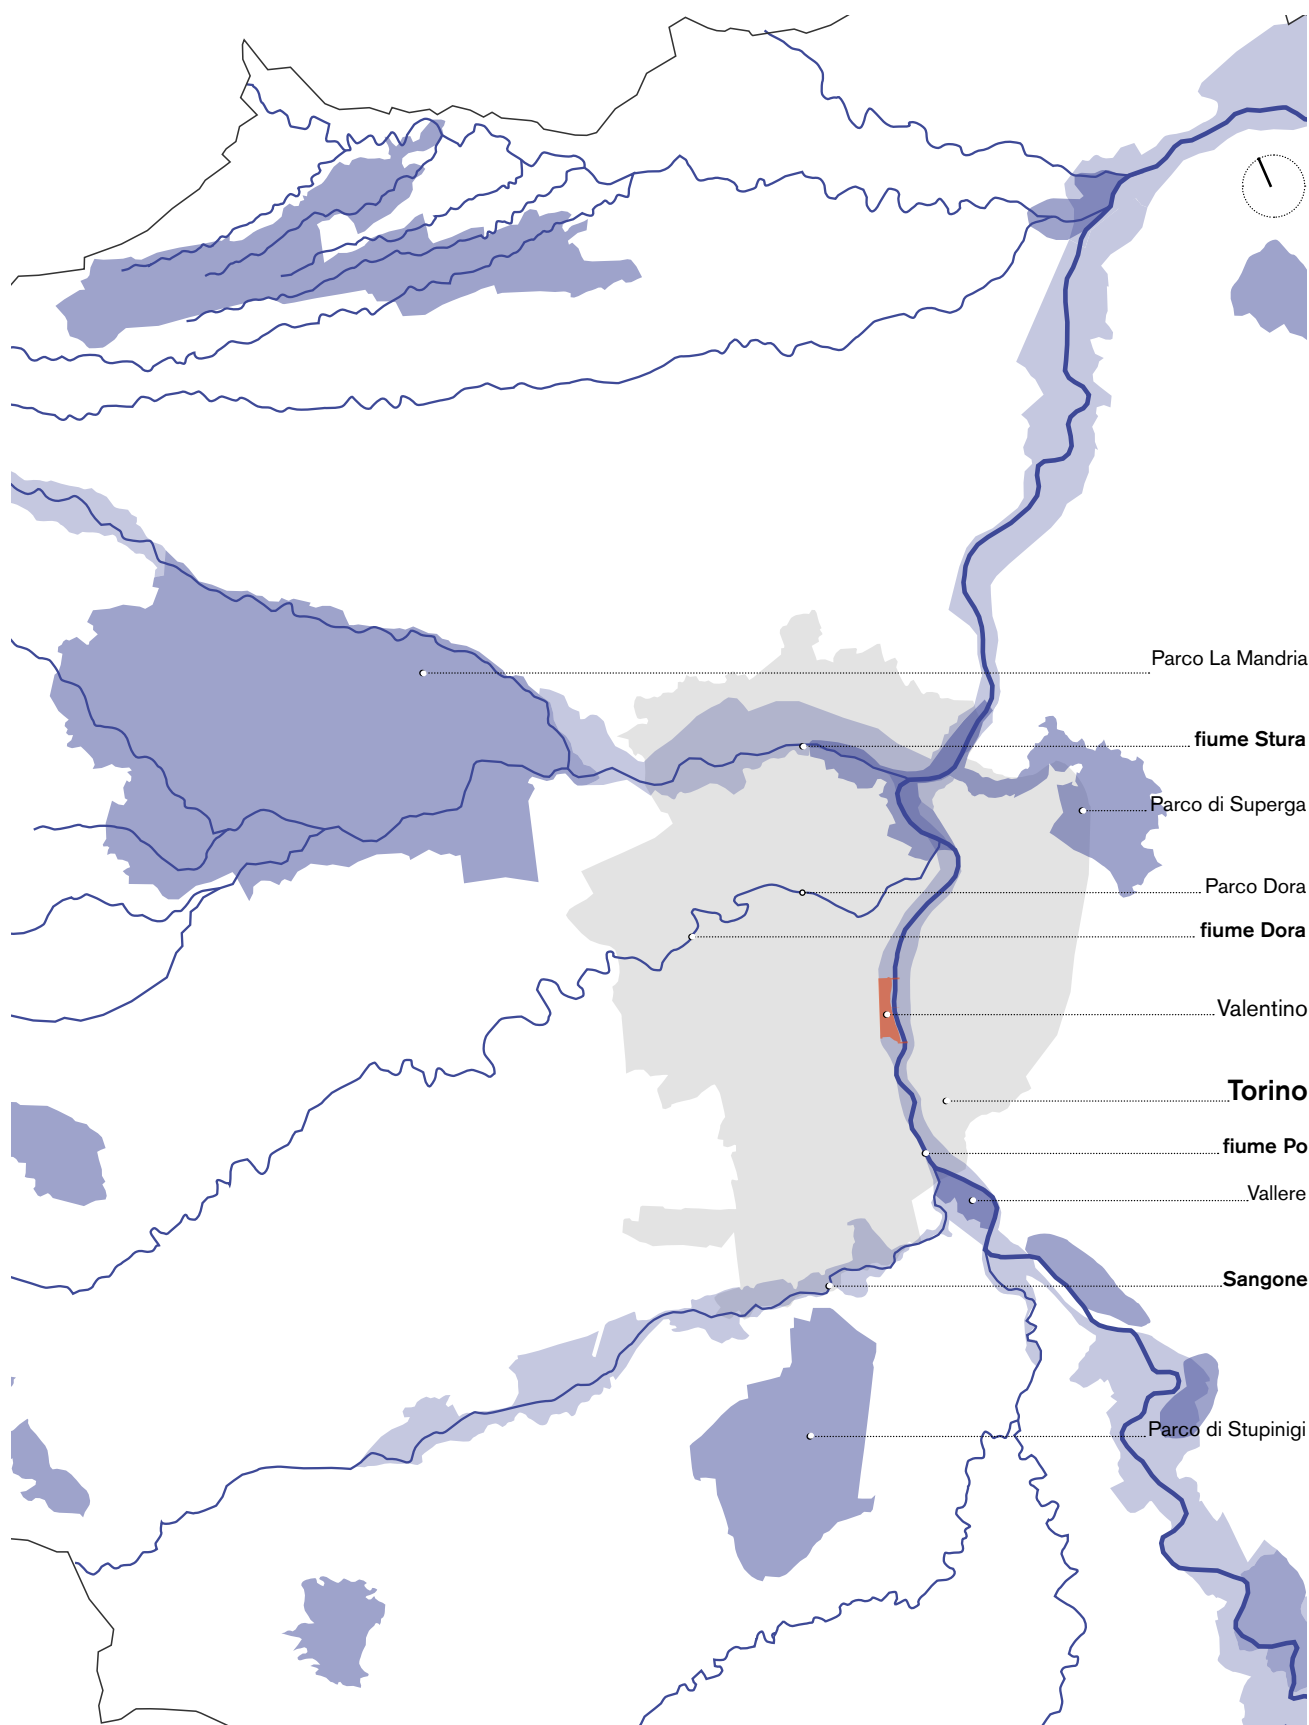 Parco La Mandria
fiume Stura
Parco di Superga
Parco Dora
fiume Dora
Valentino
Torino
fiume Po
Vallere
Sangone
Parco di Stupinigi